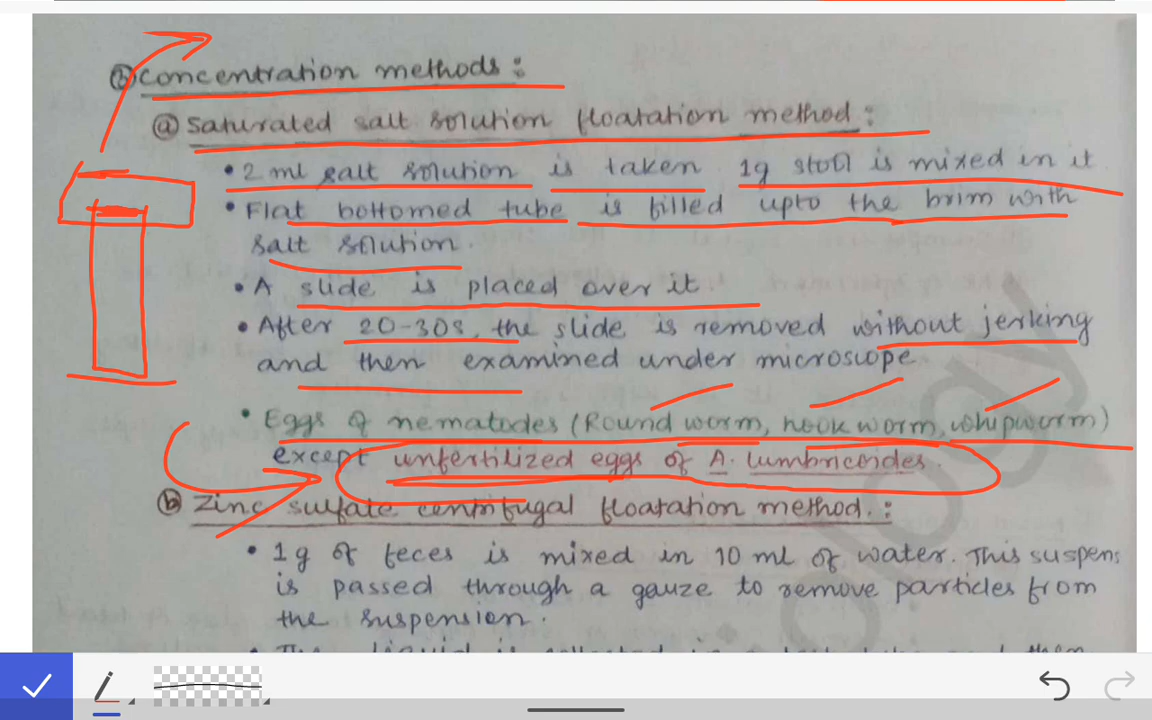 ⓑ Concentration methods:
ⓐ Saturated salt solution floatation method:
• 2 ml salt solution is taken 1g stool is mixed in it
• Flat bottomed tube is filled upto the brim with
salt solution.
• A slide is placed over it
• After 20-30s, the slide is removed without jerking
and then examined under microscope
• Eggs of nematodes (Round worm, hook worm, whipworm)
except unfertilized eggs of A. lumbricoides.
ⓑ Zinc sulfate centrifugal floatation method.:
• 1g of feces is mixed in 10 ml of water. This suspens
is passed through a gauze to remove particles from
the suspension.